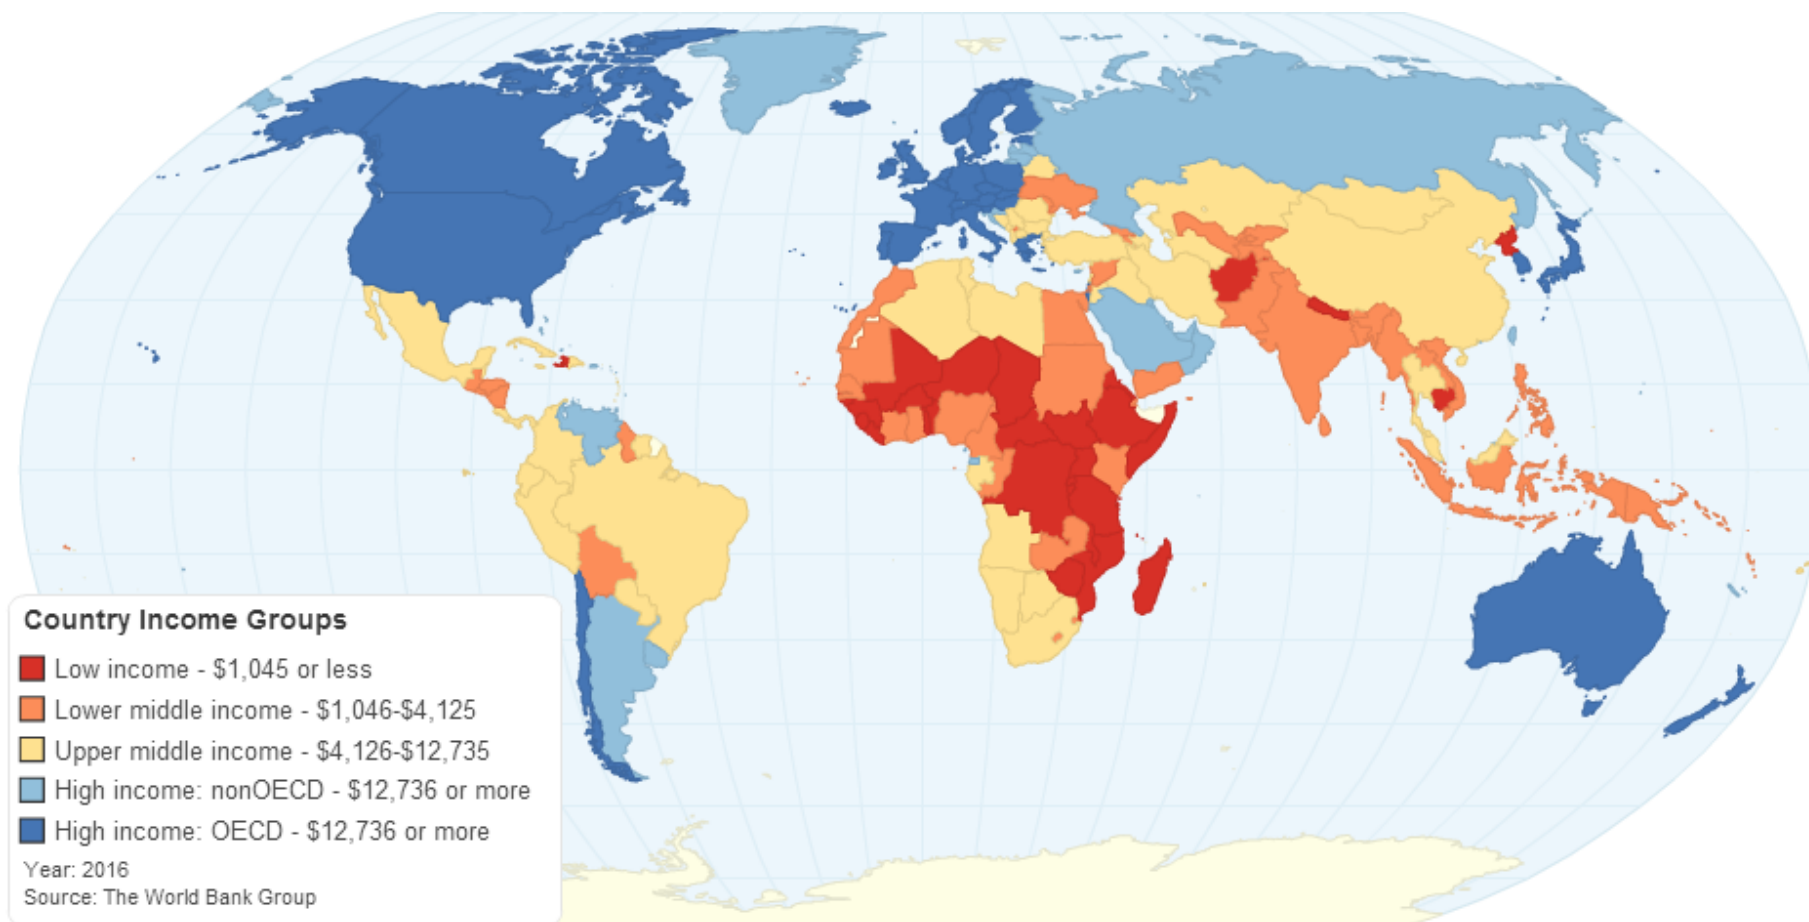 Country Income Groups
Low income - $1,045 or less
Lower middle income - $1,046-$4,125
Upper middle income - $4,126-$12,735
High income: nonOECD - $12,736 or more
High income: OECD - $12,736 or more
Year: 2016
Source: The World Bank Group